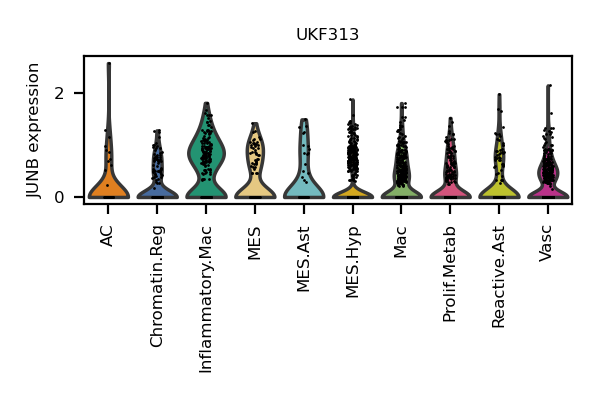 UKF313
JUNB expression
2
0
AC
Chromatin.Reg
Inflammatory.Mac
MES
MES.Ast
MES.Hyp
Mac
Prolif.Metab
Reactive.Ast
Vasc